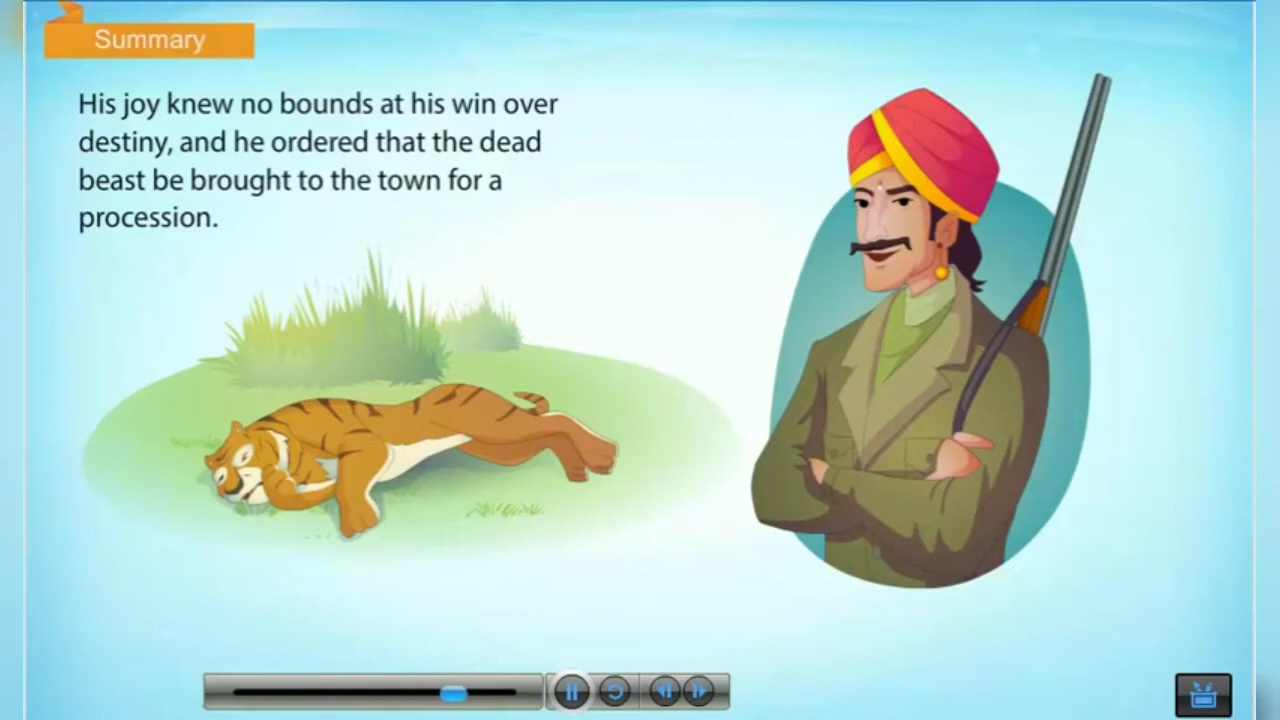 Summary
His joy knew no bounds at his win over
destiny, and he ordered that the dead
beast be brought to the town for a
procession.